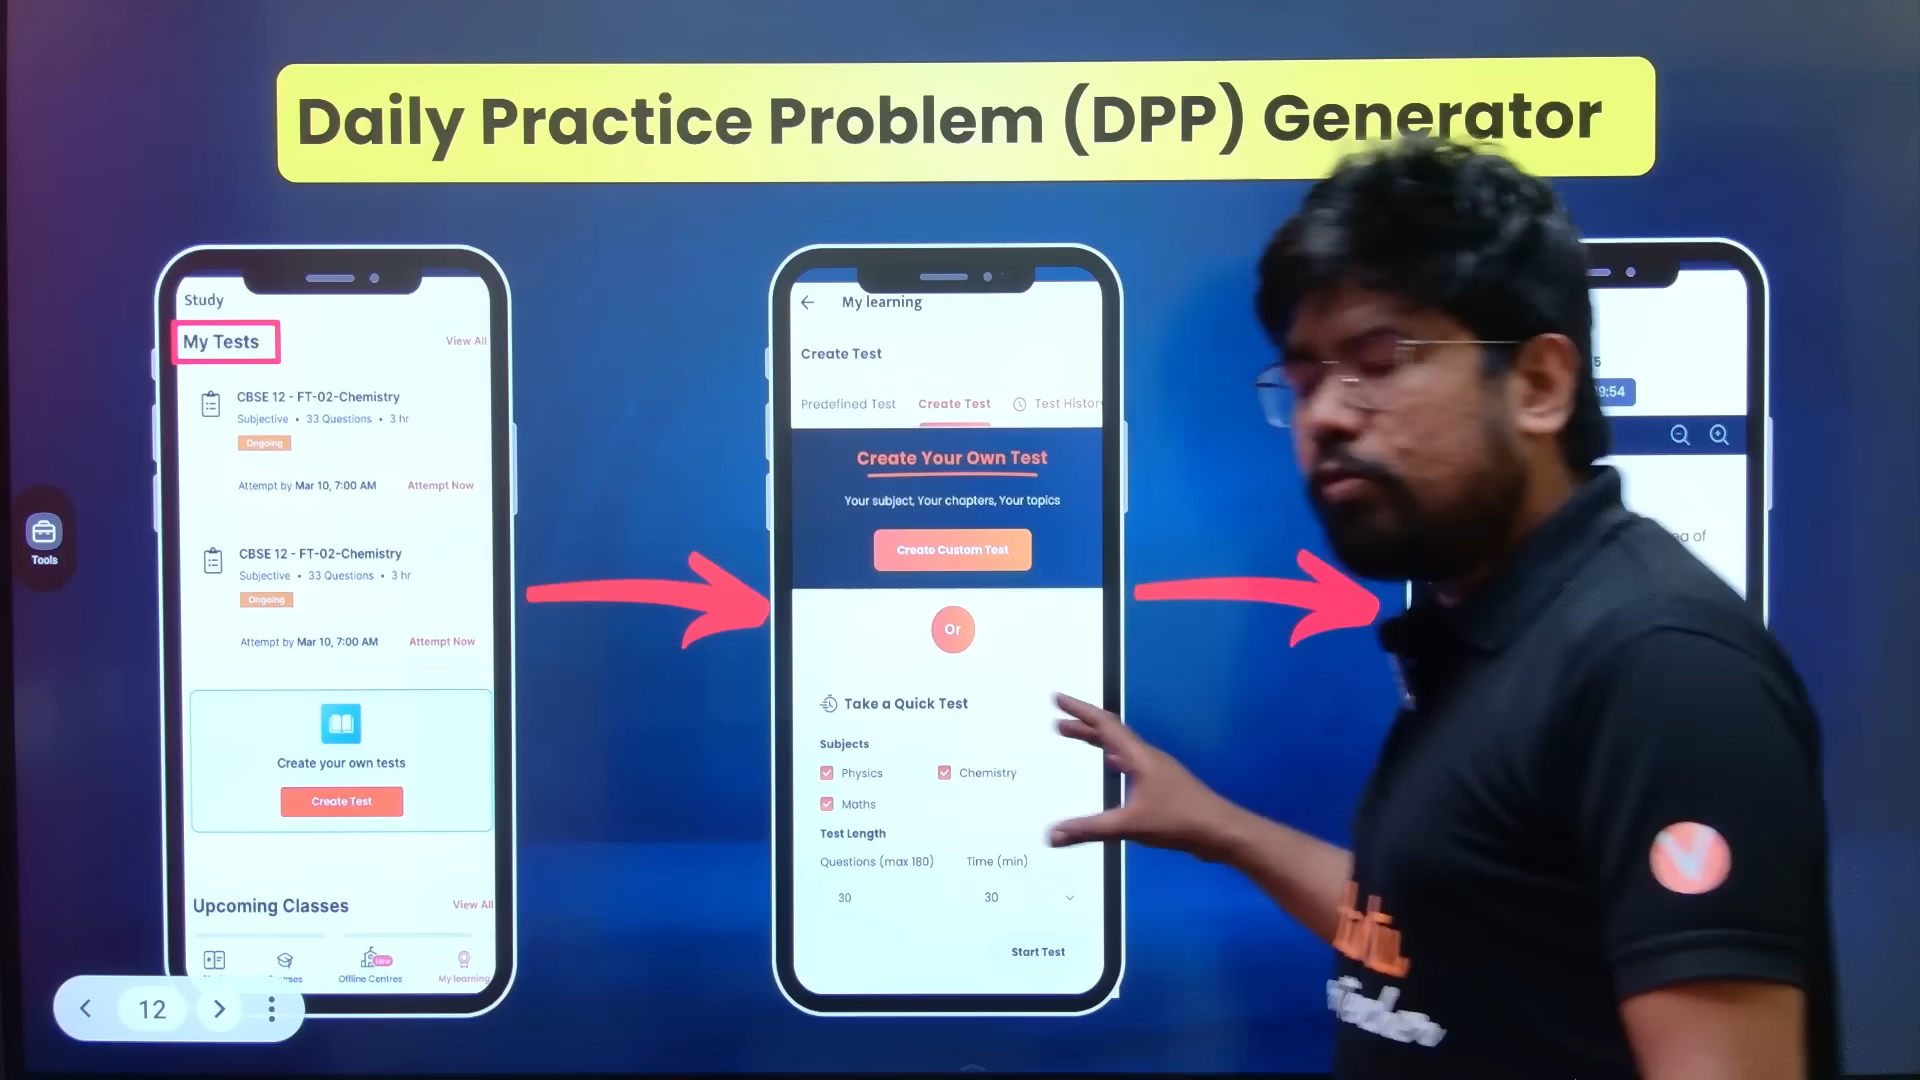 Daily Practice Problem (DPP) Generator
Study
My Tests
View All
CBSE 12 - FT-02-Chemistry
Subjective • 33 Questions • 3 hr
Ongoing
Attempt by Mar 10, 7:00 AM
Attempt Now
CBSE 12 - FT-02-Chemistry
Subjective • 33 Questions • 3 hr
Ongoing
Attempt by Mar 10, 7:00 AM
Attempt Now
Create your own tests
Create Test
Upcoming Classes
View All
Offline Centres
New
My learning
My learning
Create Test
Predefined Test
Create Test
Test History
Create Your Own Test
Your subject, Your chapters, Your topics
Create Custom Test
Or
Take a Quick Test
Subjects
Physics
Chemistry
Maths
Test Length
Questions (max 180)
Time (min)
30
30
Start Test
9:54
of
Tools
12
V